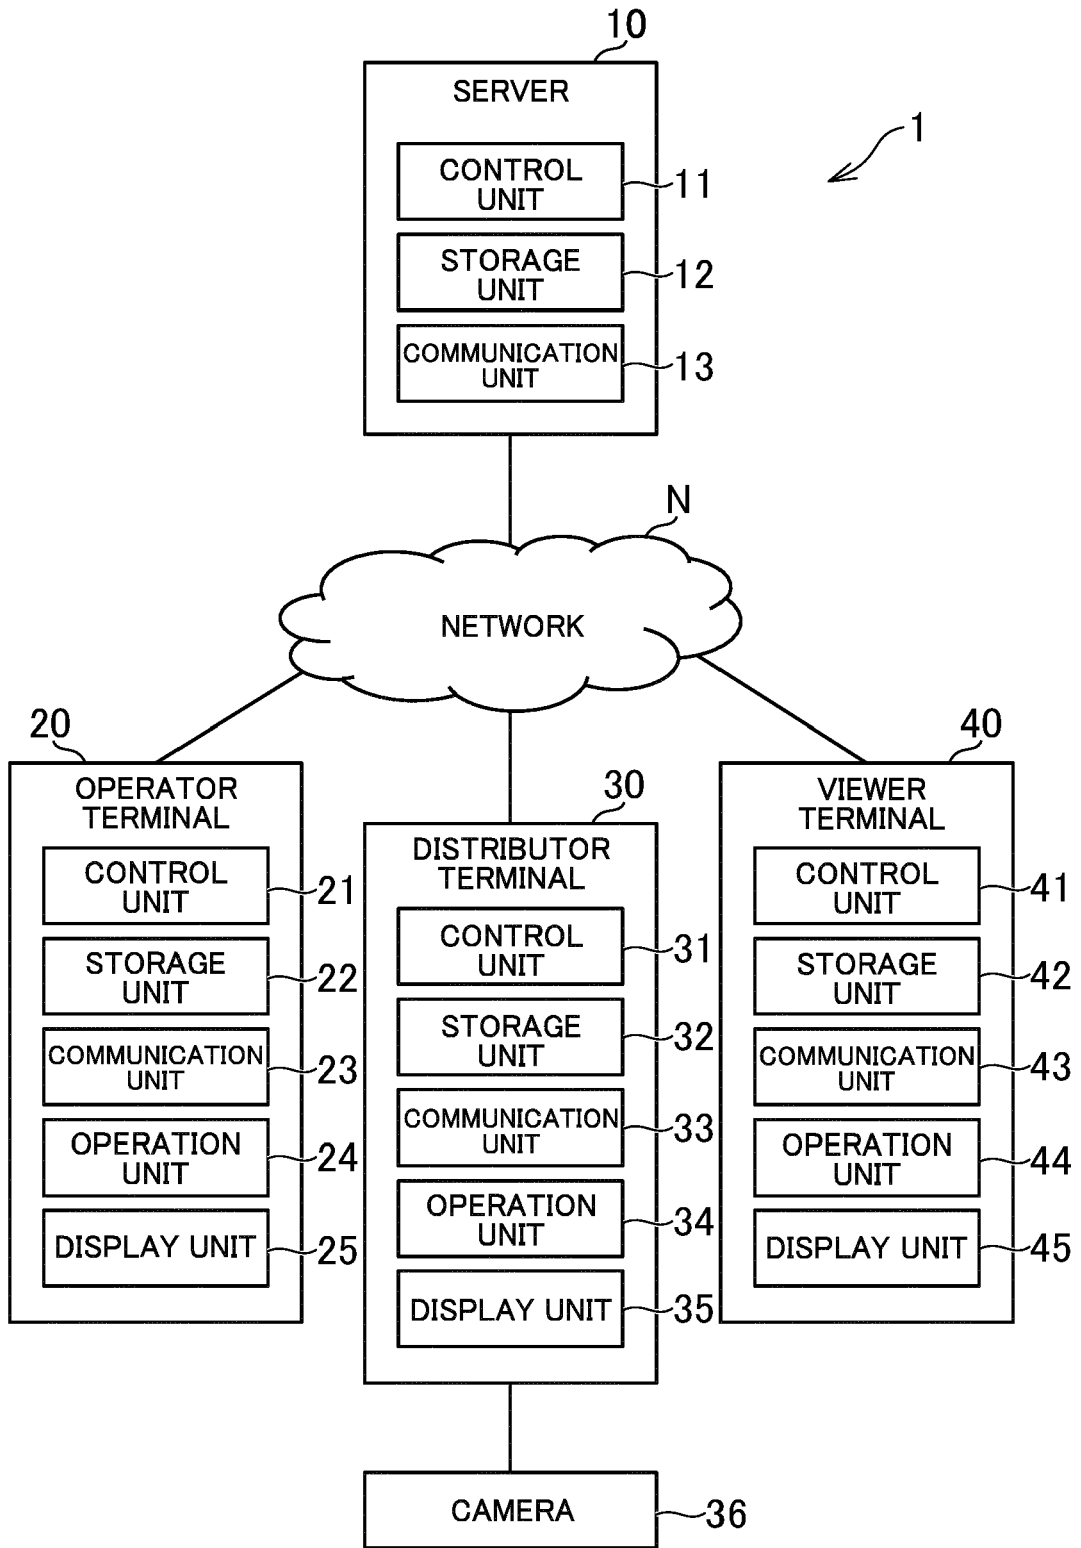 10
SERVER
1
CONTROL
UNIT
11
STORAGE
UNIT
12
COMMUNICATION
UNIT
13
N
NETWORK
20
OPERATOR
TERMINAL
CONTROL
UNIT
21
STORAGE
UNIT
22
COMMUNICATION
UNIT
23
OPERATION
UNIT
24
DISPLAY UNIT
25
30
DISTRIBUTOR
TERMINAL
CONTROL
UNIT
31
STORAGE
UNIT
32
COMMUNICATION
UNIT
33
OPERATION
UNIT
34
DISPLAY UNIT
35
40
VIEWER
TERMINAL
CONTROL
UNIT
41
STORAGE
UNIT
42
COMMUNICATION
UNIT
43
OPERATION
UNIT
44
DISPLAY UNIT
45
CAMERA
36